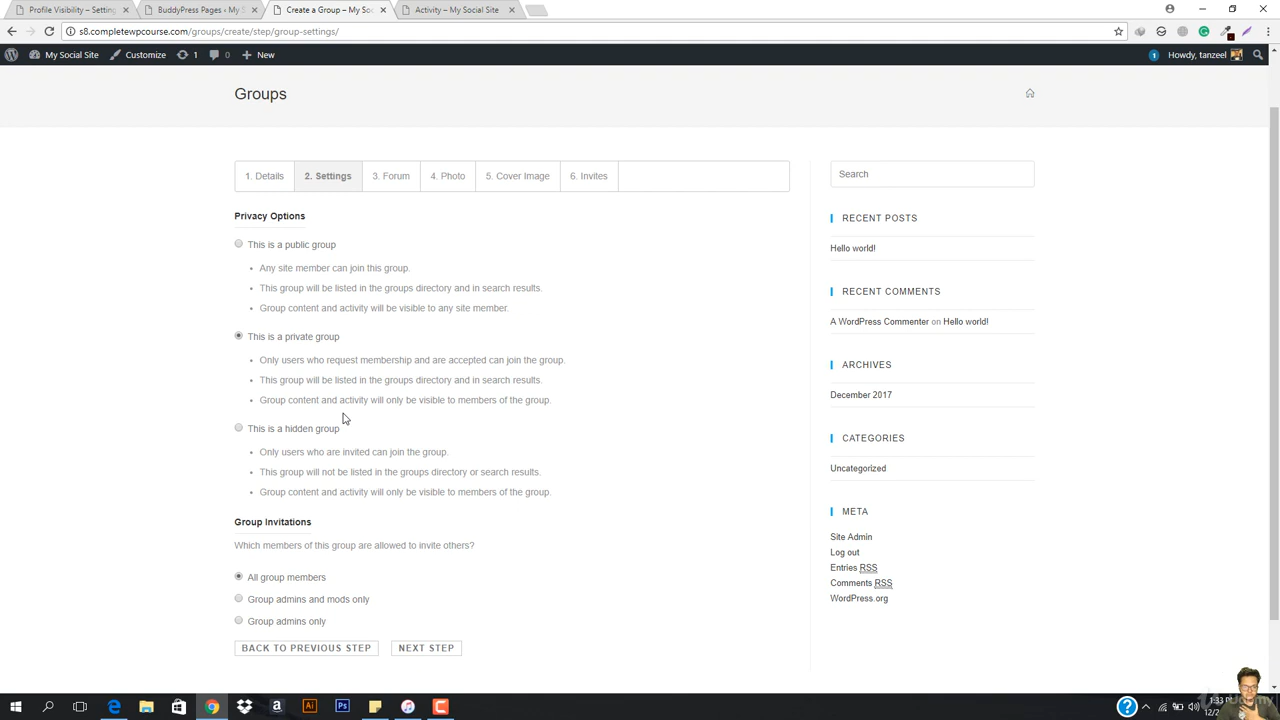 Profile Visibility – Settin
BuddyPress Pages ‹ My S
Create a Group – My Soc
Activity – My Social Site
s8.completewpcourse.com/groups/create/step/group-settings/
My Social Site
Customize
1
0
New
1
Howdy, tanzeel
Groups
1. Details
2. Settings
3. Forum
4. Photo
5. Cover Image
6. Invites
Privacy Options
This is a public group
Any site member can join this group.
This group will be listed in the groups directory and in search results.
Group content and activity will be visible to any site member.
This is a private group
Only users who request membership and are accepted can join the group.
This group will be listed in the groups directory and in search results.
Group content and activity will only be visible to members of the group.
This is a hidden group
Only users who are invited can join the group.
This group will not be listed in the groups directory or search results.
Group content and activity will only be visible to members of the group.
Group Invitations
Which members of this group are allowed to invite others?
All group members
Group admins and mods only
Group admins only
BACK TO PREVIOUS STEP
NEXT STEP
Search
RECENT POSTS
Hello world!
RECENT COMMENTS
A WordPress Commenter on Hello world!
ARCHIVES
December 2017
CATEGORIES
Uncategorized
META
Site Admin
Log out
Entries RSS
Comments RSS
WordPress.org
a
Ai
Ps
C
?
1:33 PM